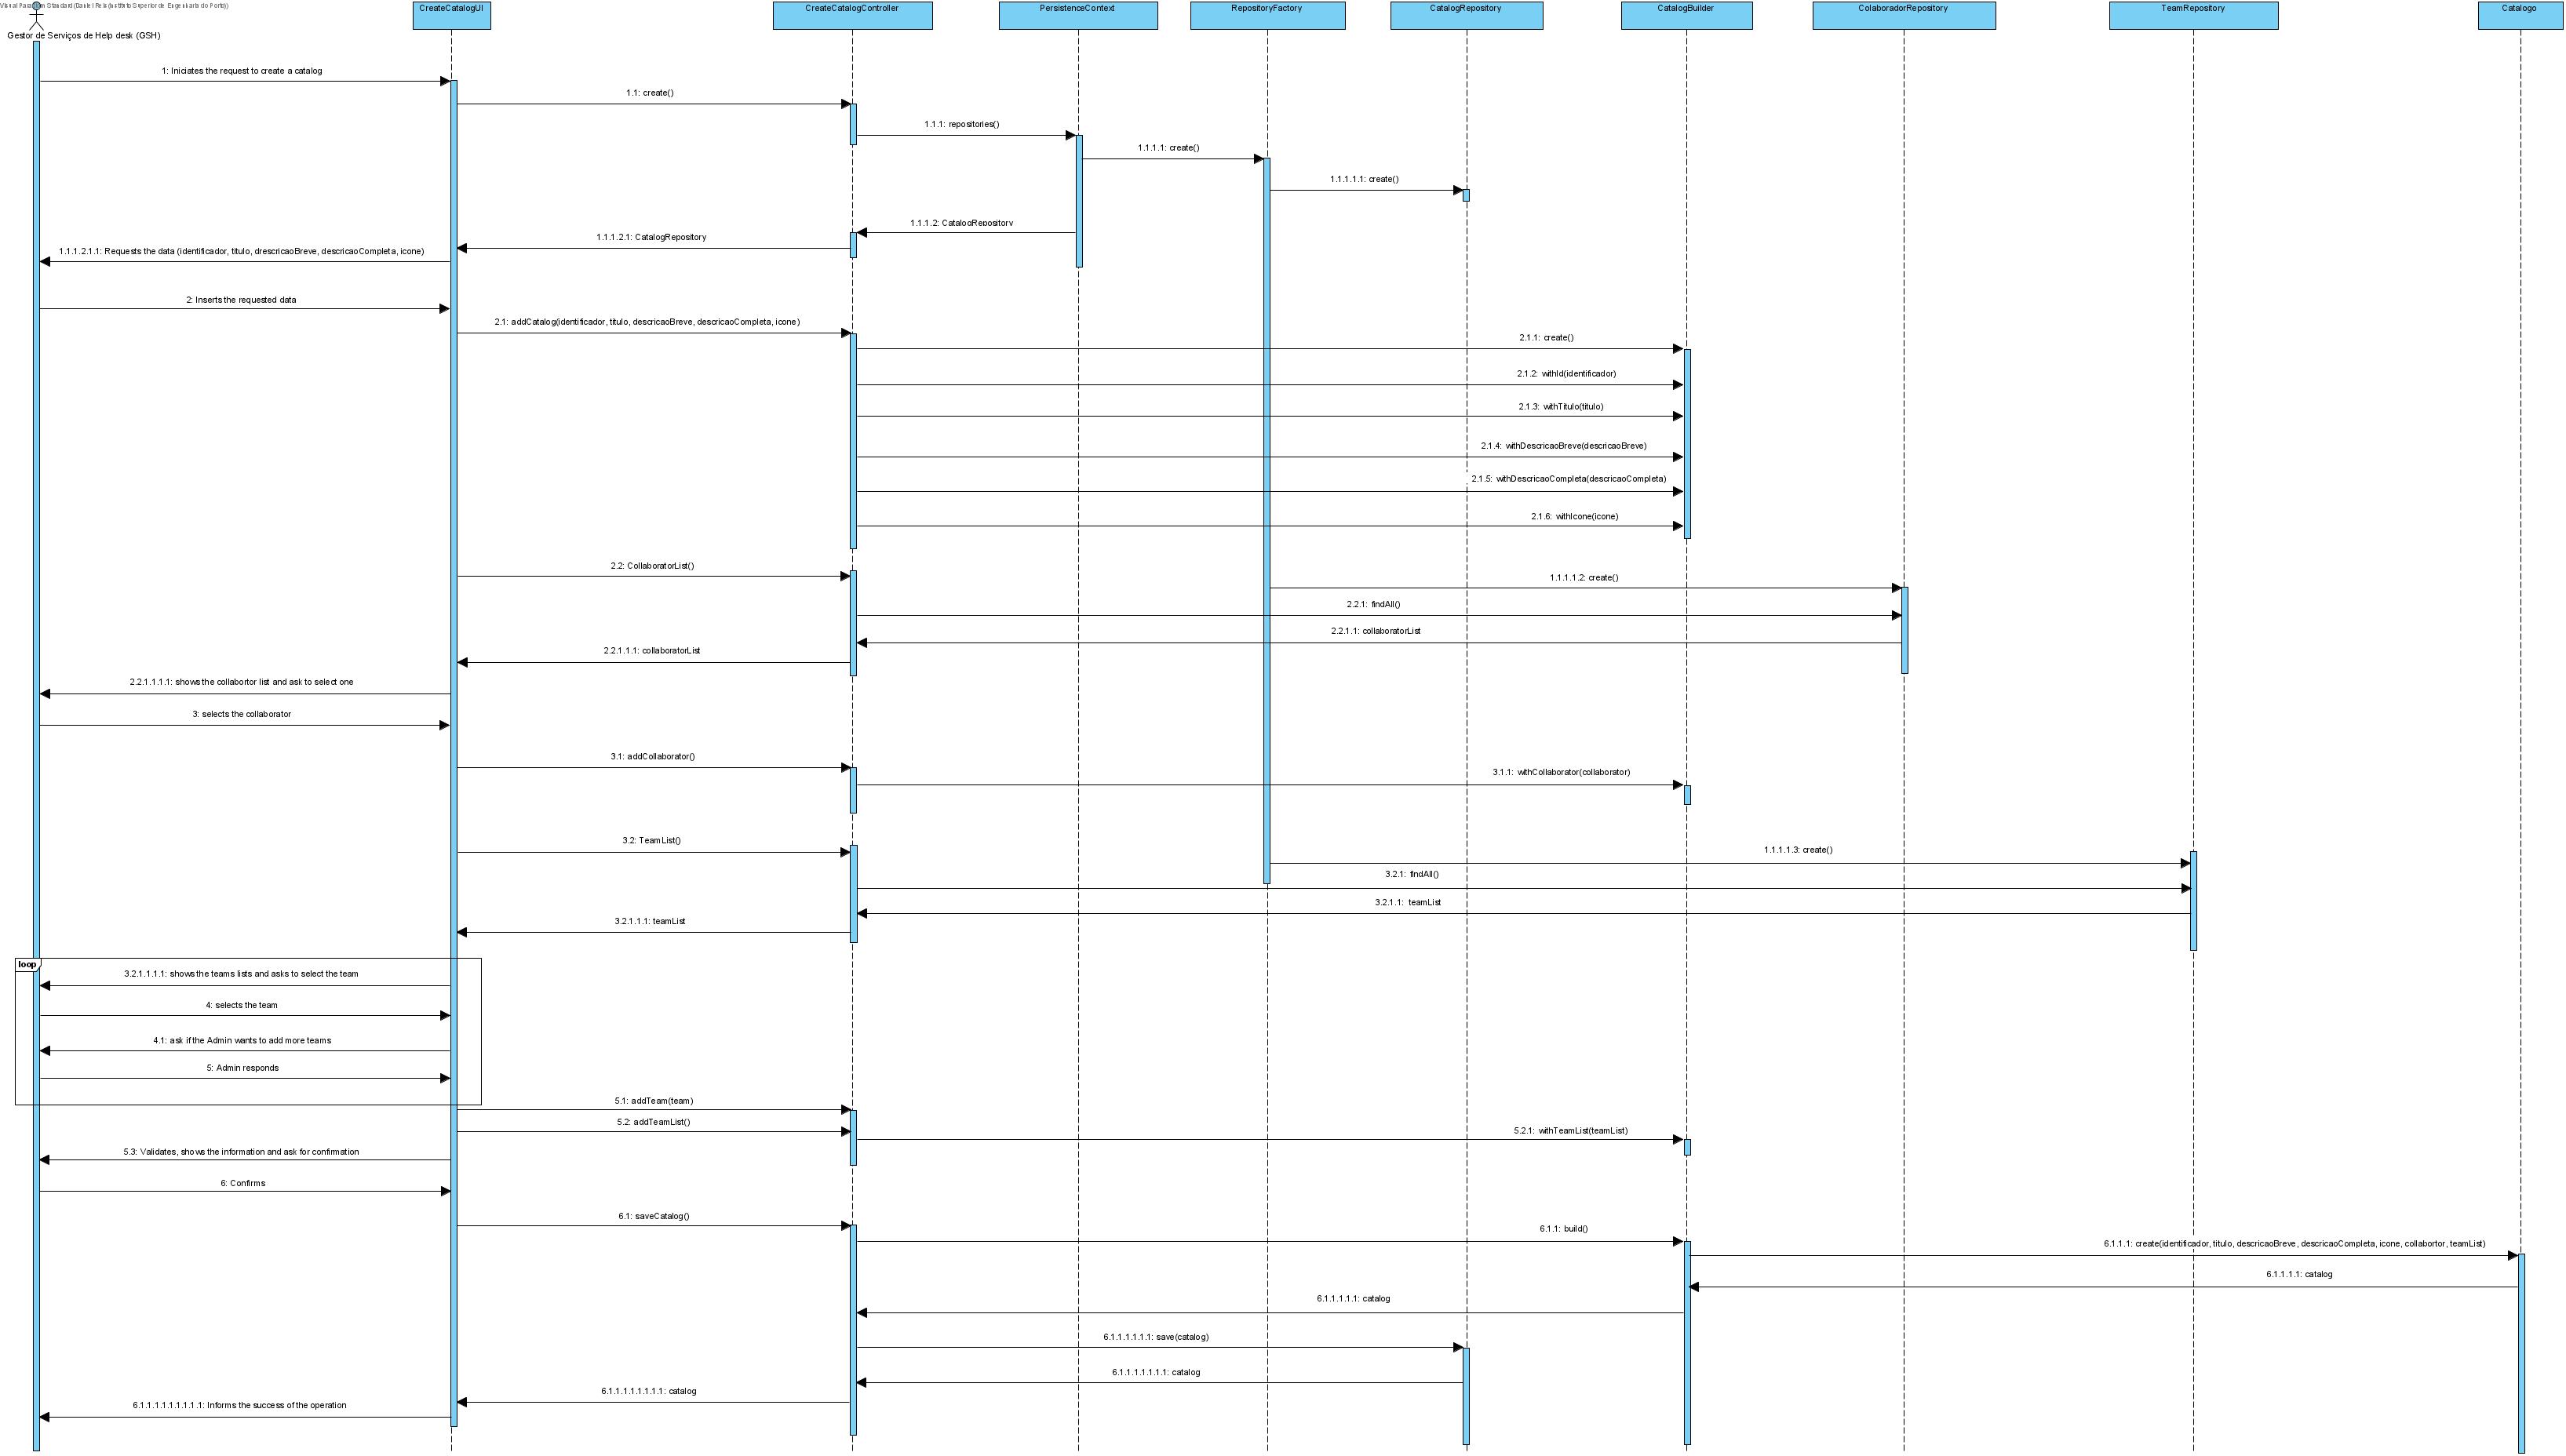 Visual Paradigm Standard(Daniel Reis(Instituto Superior de Engenharia do Porto))
CreateCatalogUI
CreateCatalogController
PersistenceContext
RepositoryFactory
CatalogRepository
CatalogBuilder
ColaboradorRepository
TeamRepository
Catalogo
Gestor de Serviços de Help desk (GSH)
1: Iniciates the request to create a catalog
1.1: create()
1.1.1: repositories()
1.1.1.1: create()
1.1.1.1.1: create()
1.1.1.2: CatalogRepository
1.1.1.2.1: CatalogRepository
1.1.1.2.1.1: Requests the data (identificador, titulo, drescricaoBreve, descricaoCompleta, icone)
2: Inserts the requested data
2.1: addCatalog(identificador, titulo, descricaoBreve, descricaoCompleta, icone)
2.1.1: create()
2.1.2: withId(identificador)
2.1.3: withTitulo(titulo)
2.1.4: withDescricaoBreve(descricaoBreve)
2.1.5: withDescricaoCompleta(descricaoCompleta)
2.1.6: withIcone(icone)
2.2: CollaboratorList()
1.1.1.1.2: create()
2.2.1: findAll()
2.2.1.1: collaboratorList
2.2.1.1.1: collaboratorList
2.2.1.1.1.1: shows the collabortor list and ask to select one
3: selects the collaborator
3.1: addCollaborator()
3.1.1: withCollaborator(collaborator)
3.2: TeamList()
1.1.1.1.3: create()
3.2.1: findAll()
3.2.1.1: teamList
3.2.1.1.1: teamList
loop
3.2.1.1.1.1: shows the teams lists and asks to select the team
4: selects the team
4.1: ask if the Admin wants to add more teams
5: Admin responds
5.1: addTeam(team)
5.2: addTeamList()
5.2.1: withTeamList(teamList)
5.3: Validates, shows the information and ask for confirmation
6: Confirms
6.1: saveCatalog()
6.1.1: build()
6.1.1.1: create(identificador, titulo, descricaoBreve, descricaoCompleta, icone, collabortor, teamList)
6.1.1.1.1: catalog
6.1.1.1.1.1: catalog
6.1.1.1.1.1.1: save(catalog)
6.1.1.1.1.1.1.1: catalog
6.1.1.1.1.1.1.1.1: catalog
6.1.1.1.1.1.1.1.1.1: Informs the success of the operation